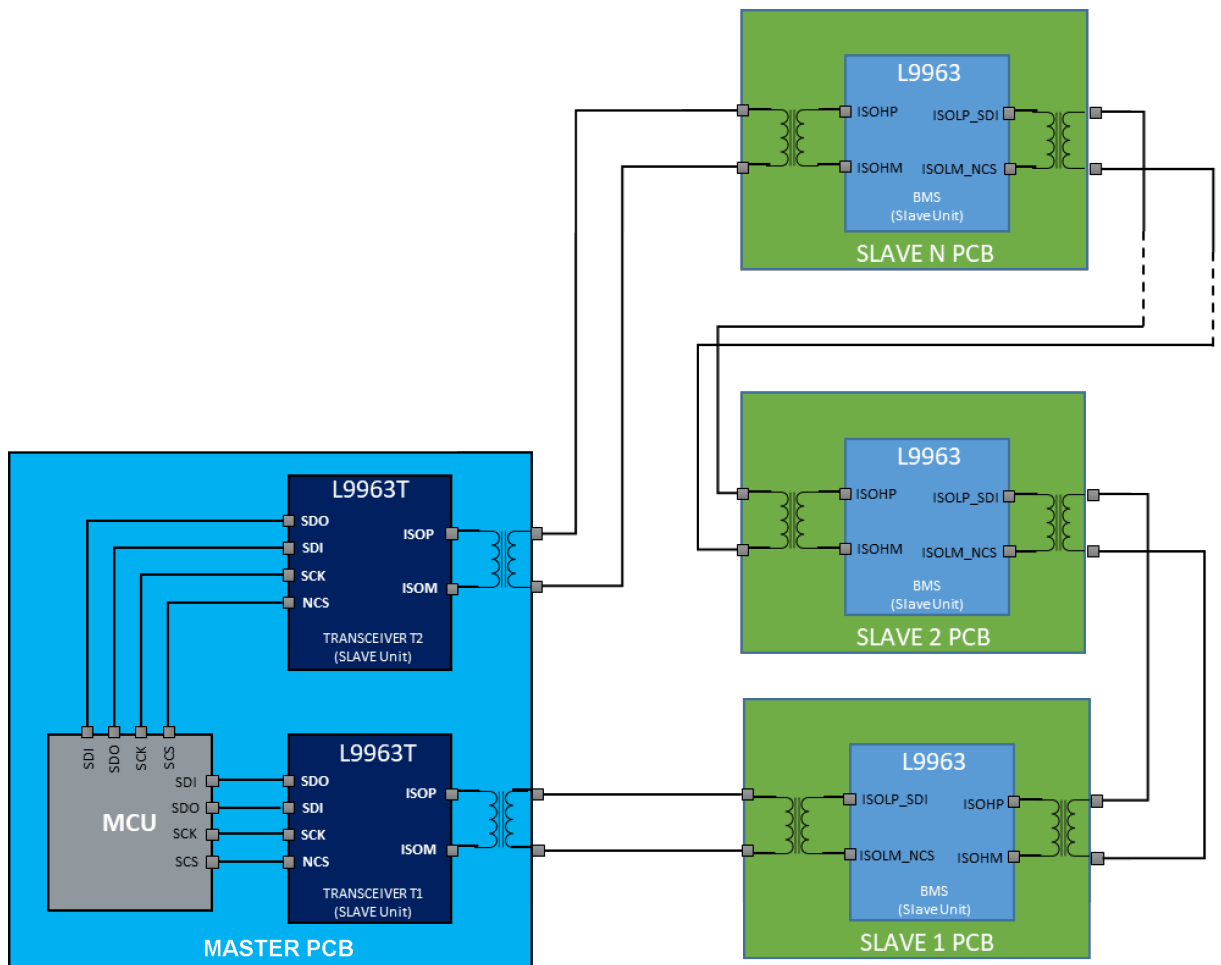 L9963
ISOHP
ISOLP_SDI
ISOHM
ISOLM_NCS
BMS
(Slave Unit)
SLAVE N PCB
L9963
ISOHP
ISOLP_SDI
ISOHM
ISOLM_NCS
BMS
(Slave Unit)
SLAVE 2 PCB
L9963T
SDO
SDI
SCK
NCS
ISOP
ISOM
TRANSCEIVER T2
(SLAVE Unit)
SDI
SDO
SCK
SCS
SDI
SDO
SCK
SCS
MCU
L9963T
SDO
SDI
SCK
NCS
ISOP
ISOM
TRANSCEIVER T1
(SLAVE Unit)
MASTER PCB
L9963
ISOLP_SDI
ISOHP
ISOLM_NCS
ISOHM
BMS
(Slave Unit)
SLAVE 1 PCB